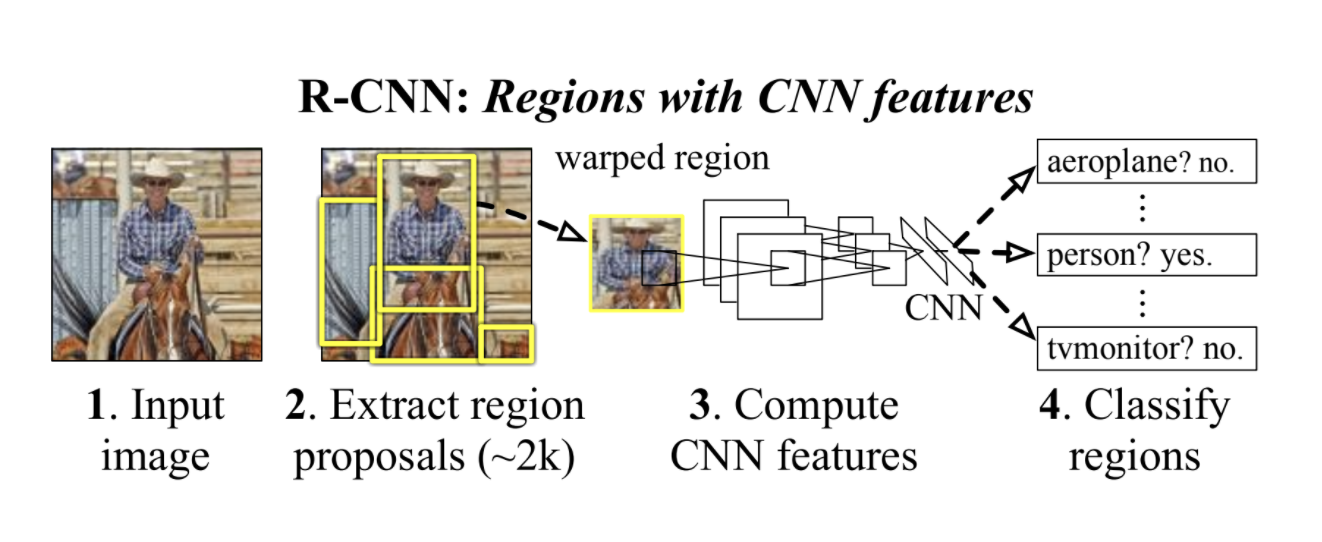 R-CNN: Regions with CNN features
warped region
aeroplane? no.
⋮
person? yes.
⋮
tvmonitor? no.
CNN
1. Input
image
2. Extract region
proposals (~2k)
3. Compute
CNN features
4. Classify
regions